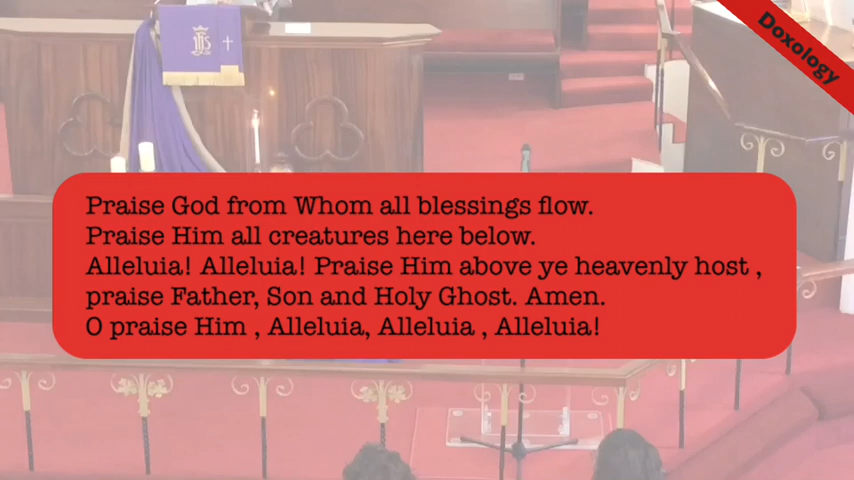 Doxology
IHS
Praise God from Whom all blessings flow.
Praise Him all creatures here below.
Alleluia! Alleluia! Praise Him above ye heavenly host ,
praise Father, Son and Holy Ghost. Amen.
O praise Him , Alleluia, Alleluia , Alleluia!